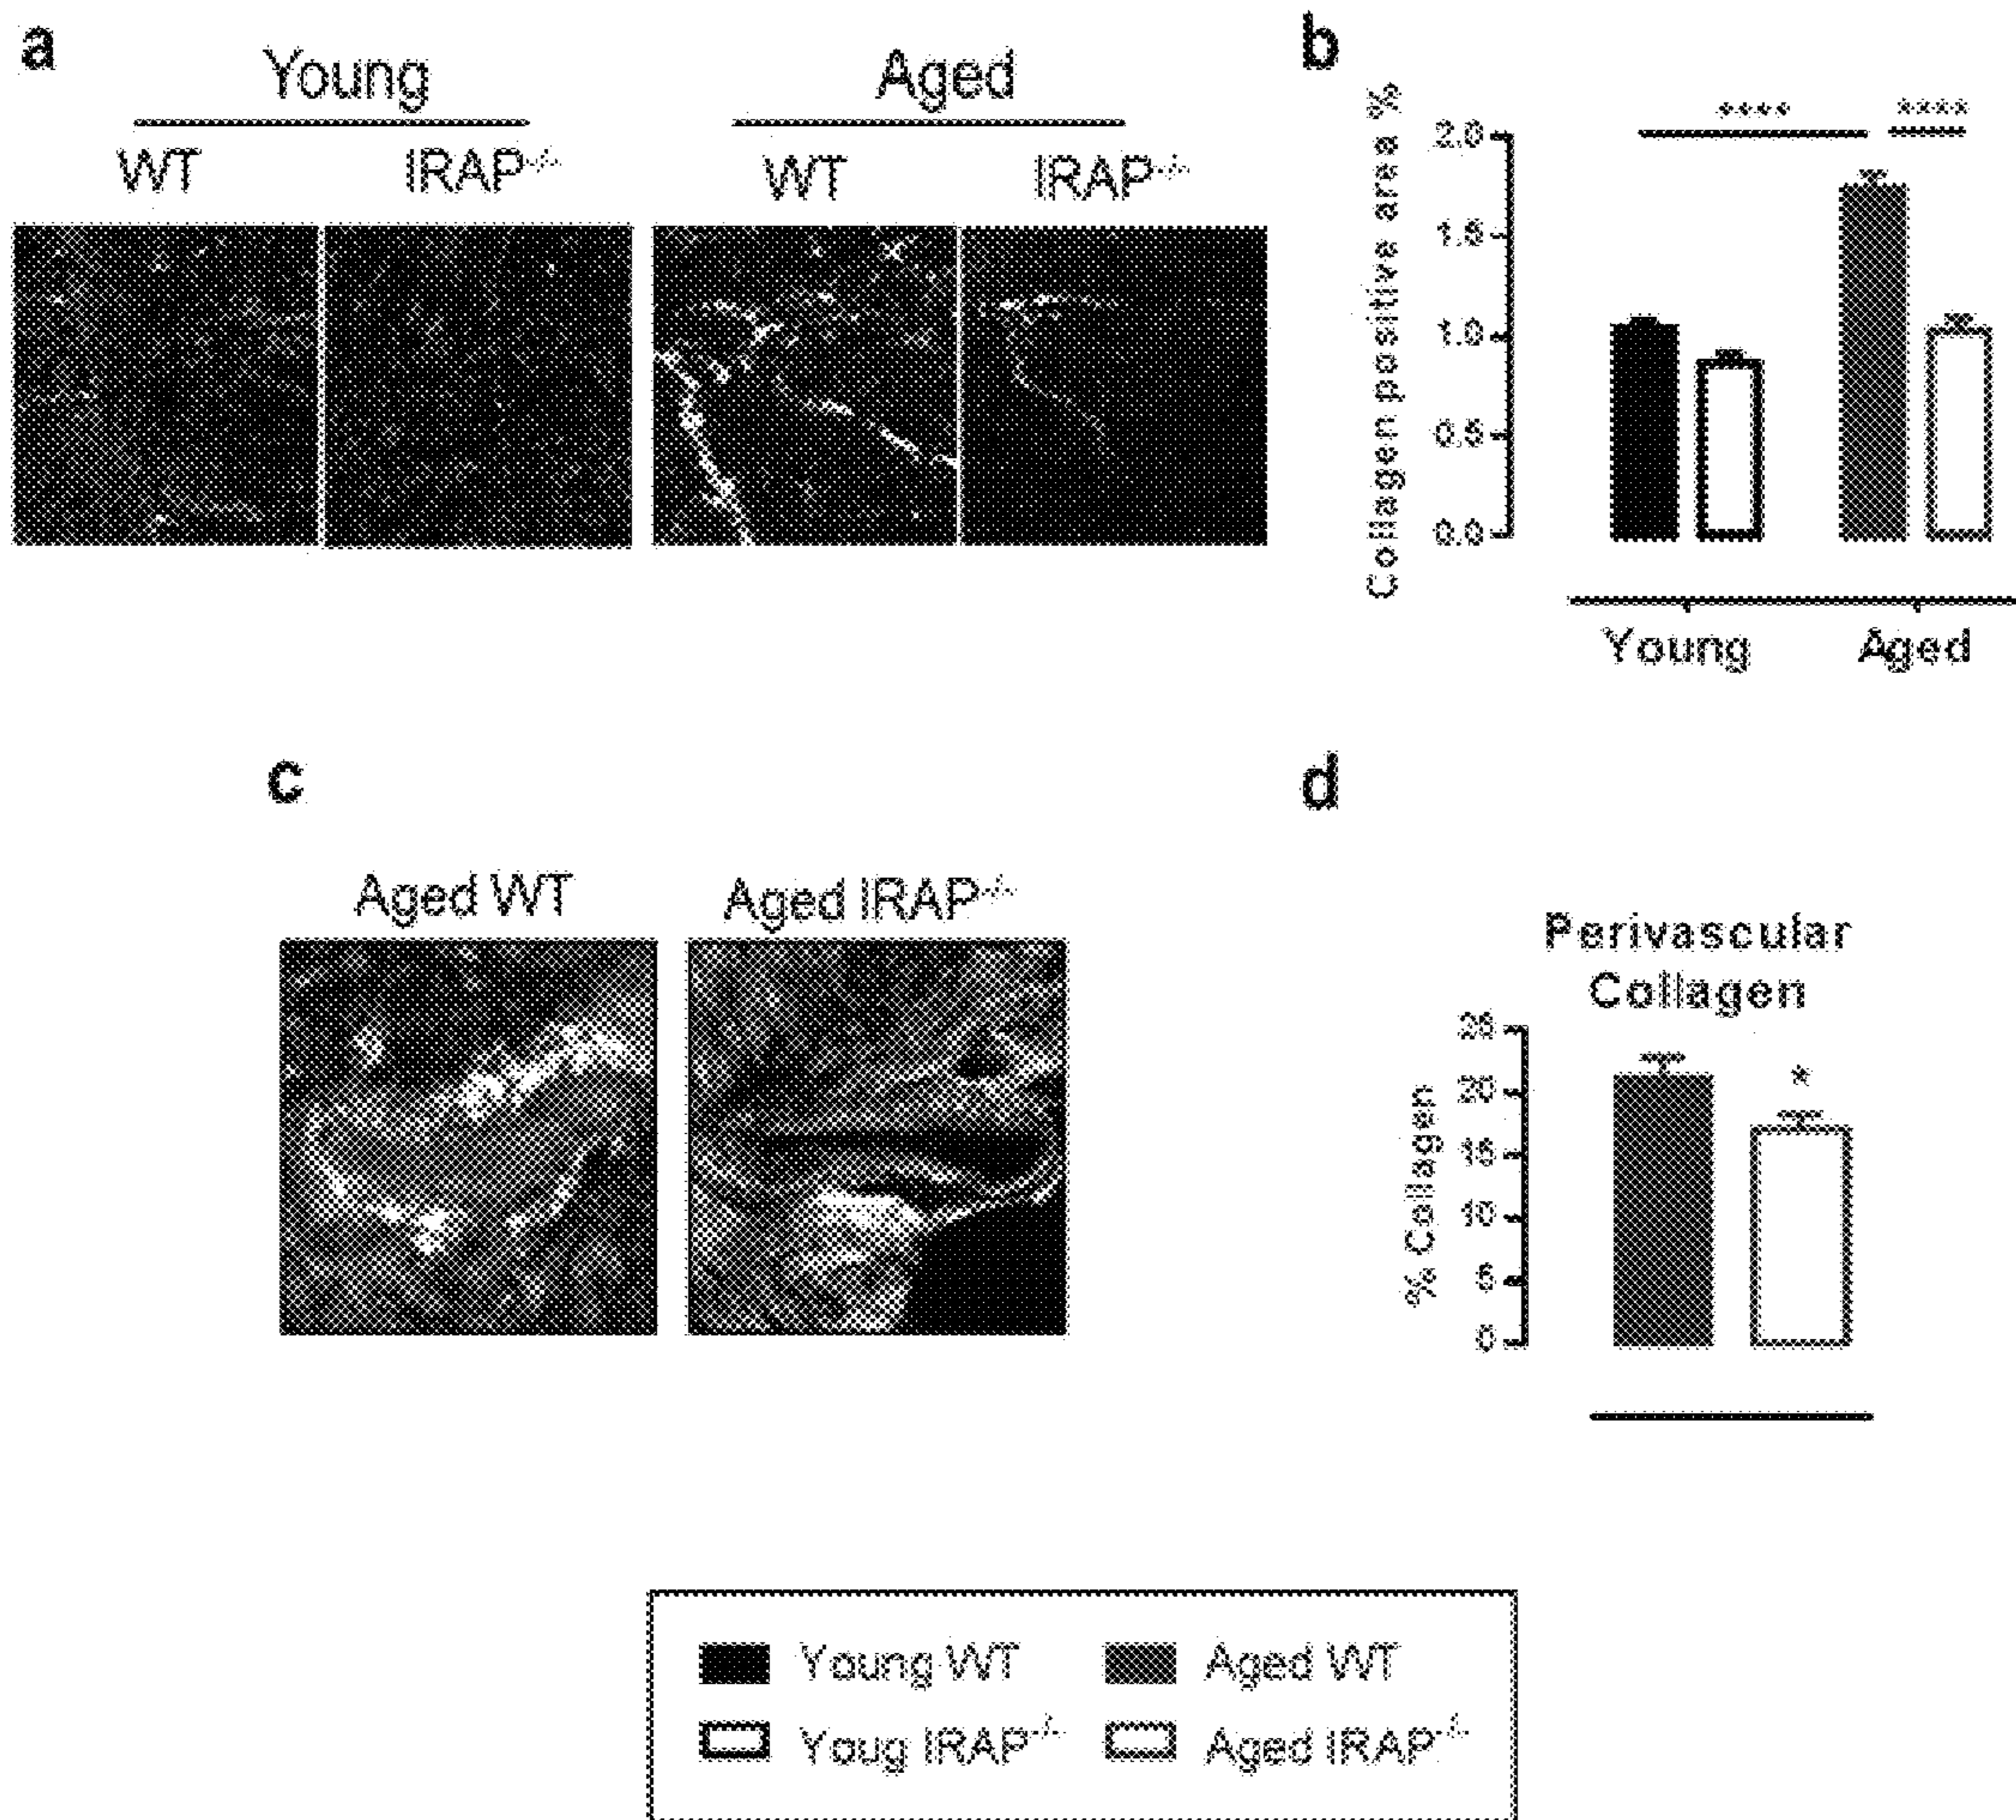 a
Young Aged
WT IRAP-/- WT IRAP-/-
b
**** ****
Collagen positive area %
2.0
1.5
1.0
0.5
0.0
Young Aged
c
Aged WT Aged IRAP-/-
d
Perivascular
Collagen
% Collagen
25
20
15
10
5
0
*
Young WT Aged WT
Youg IRAP-/- Aged IRAP-/-